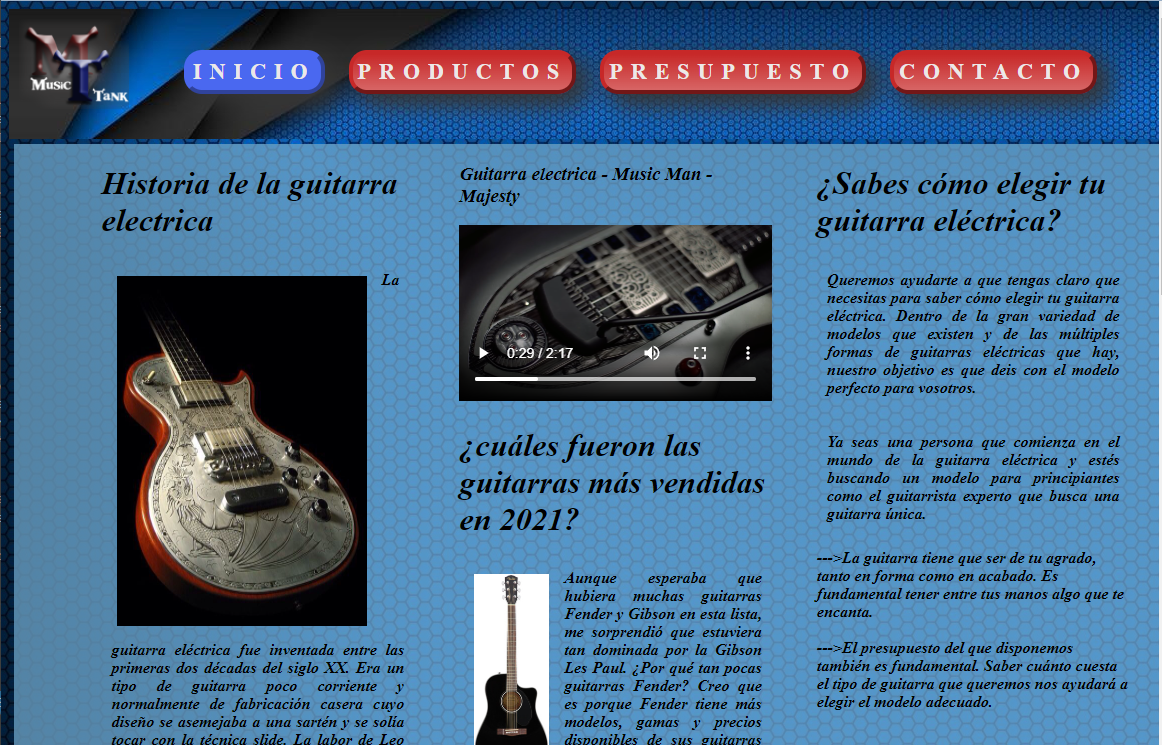 Music
Tank
INICIO
PRODUCTOS
PRESUPUESTO
CONTACTO
Historia de la guitarra
electrica
La
guitarra eléctrica fue inventada entre las
primeras dos décadas del siglo XX. Era un
tipo de guitarra poco corriente y
normalmente de fabricación casera cuyo
diseño se asemejaba a una sartén y se solía
tocar con la técnica slide. La labor de Leo
Guitarra electrica - Music Man -
Majesty
0:29 / 2:17
¿cuáles fueron las
guitarras más vendidas
en 2021?
Aunque esperaba que
hubiera muchas guitarras
Fender y Gibson en esta lista,
me sorprendió que estuviera
tan dominada por la Gibson
Les Paul. ¿Por qué tan pocas
guitarras Fender? Creo que
es porque Fender tiene más
modelos, gamas y precios
disponibles de sus guitarras
¿Sabes cómo elegir tu
guitarra eléctrica?
Queremos ayudarte a que tengas claro que
necesitas para saber cómo elegir tu guitarra
eléctrica. Dentro de la gran variedad de
modelos que existen y de las múltiples
formas de guitarras eléctricas que hay,
nuestro objetivo es que deis con el modelo
perfecto para vosotros.
Ya seas una persona que comienza en el
mundo de la guitarra eléctrica y estés
buscando un modelo para principiantes
como el guitarrista experto que busca una
guitarra única.
--->La guitarra tiene que ser de tu agrado,
tanto en forma como en acabado. Es
fundamental tener entre tus manos algo que te
encanta.
--->El presupuesto del que disponemos
también es fundamental. Saber cuánto cuesta
el tipo de guitarra que queremos nos ayudará a
elegir el modelo adecuado.